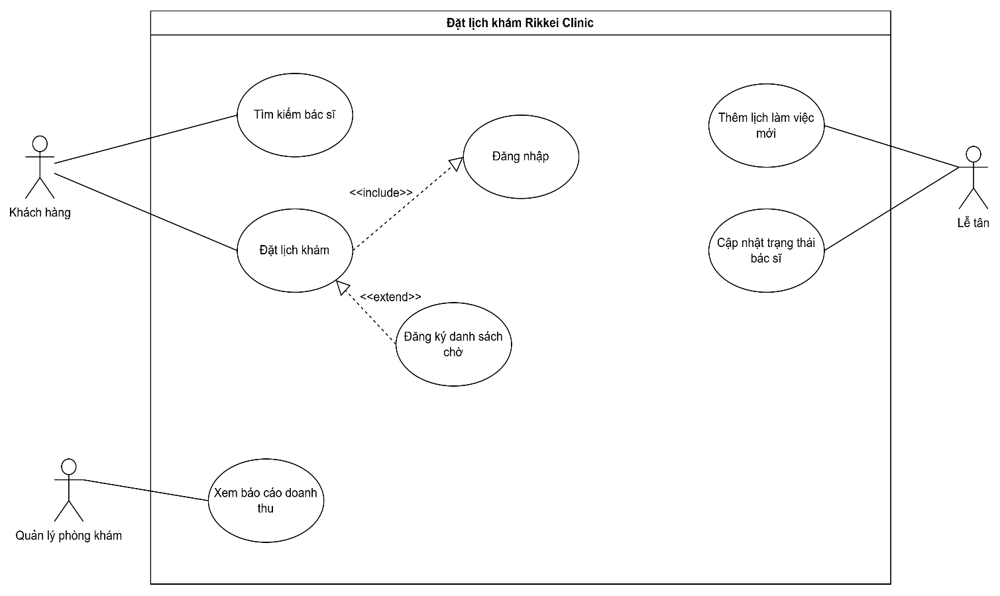 Đặt lịch khám Rikkei Clinic
Tìm kiếm bác sĩ
Thêm lịch làm việc
mới
Đăng nhập
<<include>>
Khách hàng
Lễ tân
Đặt lịch khám
Cập nhật trạng thái
bác sĩ
<<extend>>
Đăng ký danh sách
chờ
Xem báo cáo doanh
thu
Quản lý phòng khám